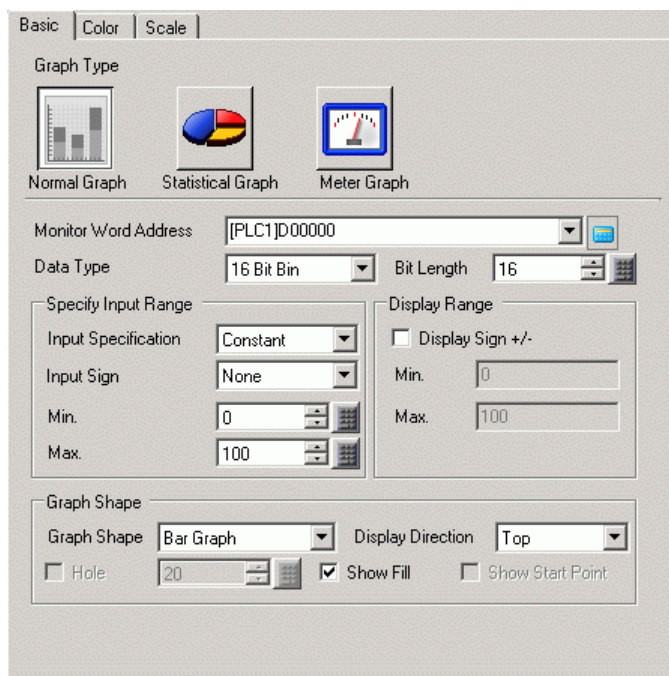 Basic Color Scale
Graph Type
Normal Graph Statistical Graph Meter Graph
Monitor Word Address [PLC1]D00000
Data Type 16 Bit Bin Bit Length 16
Specify Input Range Display Range
Input Specification Constant Display Sign +/-
Input Sign None Min. 0
Min. 0 Max. 100
Max. 100
Graph Shape
Graph Shape Bar Graph Display Direction Top
Hole 20 Show Fill Show Start Point